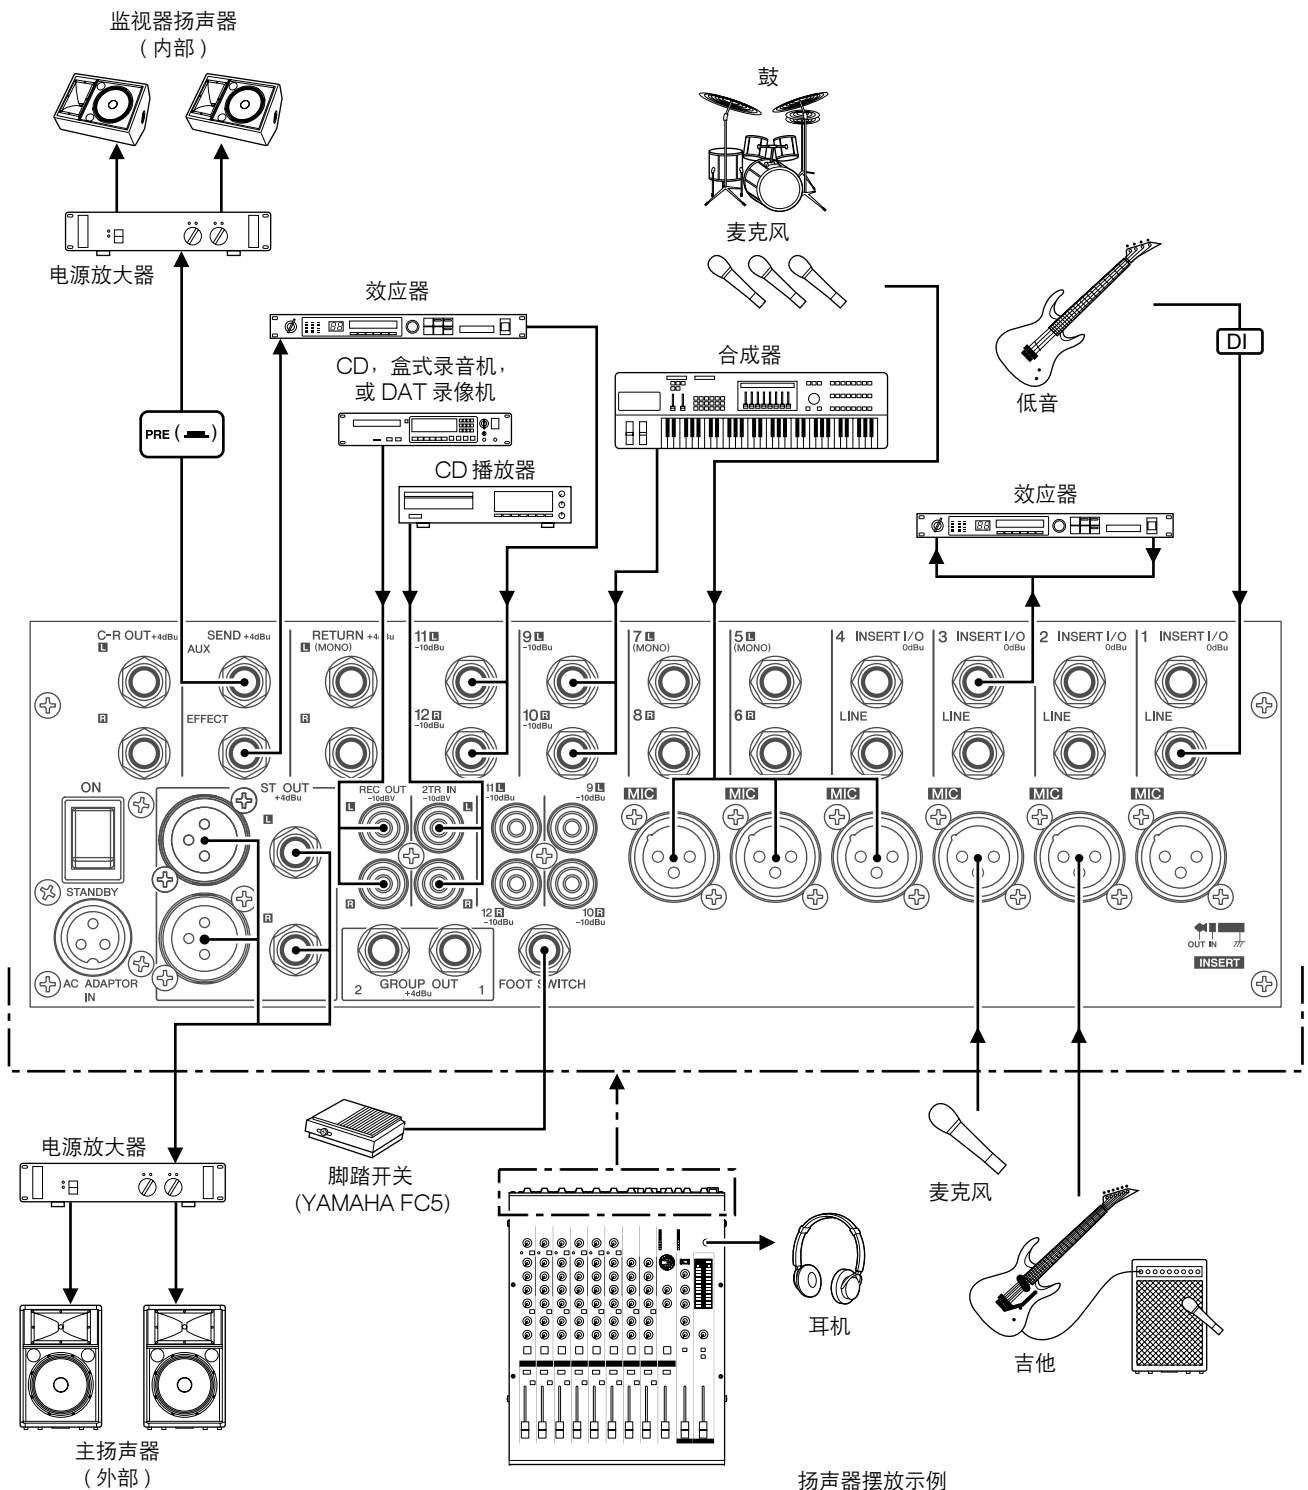 监视器扬声器
（内部）
鼓
麦克风
电源放大器
效应器
CD，盒式录音机，
或 DAT 录像机
合成器
DI
低音
PRE ( )
CD 播放器
效应器
C-R OUT +4dBu
L
R
SEND +4dBu
AUX
EFFECT
RETURN +4dBu
L (MONO)
R
11 L
-10dBu
12 R
-10dBu
9 L
-10dBu
10 R
-10dBu
7 L
(MONO)
8 R
5 L
(MONO)
6 R
4 INSERT I/O
0dBu
LINE
3 INSERT I/O
0dBu
LINE
2 INSERT I/O
0dBu
LINE
1 INSERT I/O
0dBu
LINE
ON
STANDBY
ST OUT
+4dBu
L
R
REC OUT
-10dBV
L
R
2TR IN
-10dBV
L
R
11 L
-10dBu
9 L
-10dBu
12 R
-10dBu
10 R
-10dBu
MIC
MIC
MIC
MIC
MIC
MIC
AC ADAPTOR
IN
2 GROUP OUT 1
+4dBu
FOOT SWITCH
OUT IN
INSERT
电源放大器
脚踏开关
(YAMAHA FC5)
麦克风
耳机
吉他
主扬声器
（外部）
扬声器摆放示例